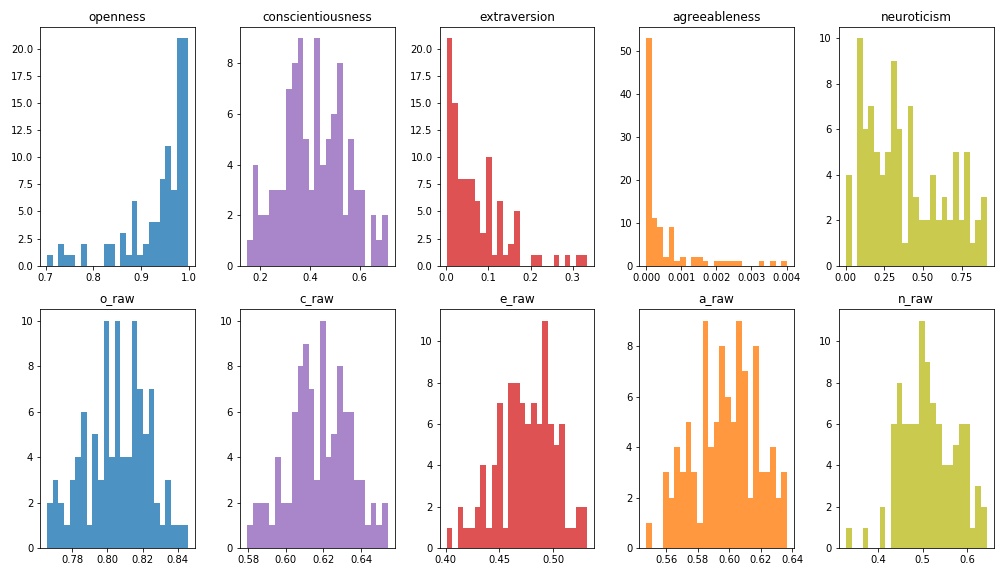 openness conscientiousness extraversion agreeableness neuroticism
20.0 8 20.0 50 10
17.5 17.5
15.0 6 15.0 40 8
12.5 12.5 30 6
10.0 4 10.0
7.5 7.5 20 4
5.0 2 5.0 10 2
2.5 2.5
0.0 0 0.0 0 0
0.7 0.8 0.9 1.0 0.2 0.4 0.6 0.0 0.1 0.2 0.3 0.000 0.001 0.002 0.003 0.004 0.00 0.25 0.50 0.75
o_raw c_raw e_raw a_raw n_raw
10 10 10 8 10
8 8 8 6 8
6 6 6 6
4 4 4 4 4
2 2 2 2 2
0 0 0 0 0
0.78 0.80 0.82 0.84 0.58 0.60 0.62 0.64 0.40 0.45 0.50 0.56 0.58 0.60 0.62 0.64 0.4 0.5 0.6